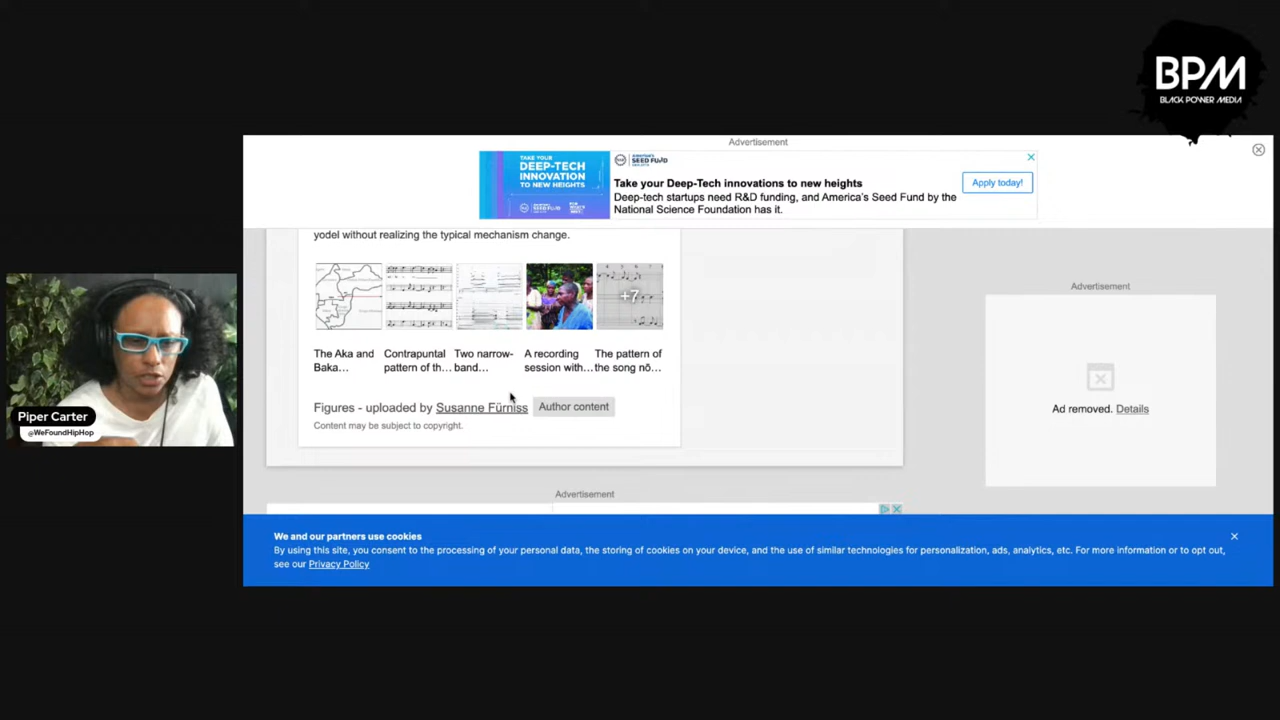 BPM
BLACK POWER MEDIA
Advertisement
TAKE YOUR
DEEP-TECH
INNOVATION
TO NEW HEIGHTS
SEED FUND
Take your Deep-Tech innovations to new heights
Deep-tech startups need R&D funding, and America's Seed Fund by the
National Science Foundation has it.
Apply today!
yodel without realizing the typical mechanism change.
+7
The Aka and
Baka…
Contrapuntal
pattern of th…
Two narrow-
band…
A recording
session with…
The pattern of
the song nō…
Figures - uploaded by Susanne Fürniss
Author content
Content may be subject to copyright.
Advertisement
Ad removed. Details
Piper Carter
@WeFoundHipHop
Advertisement
We and our partners use cookies
By using this site, you consent to the processing of your personal data, the storing of cookies on your device, and the use of similar technologies for personalization, ads, analytics, etc. For more information or to opt out,
see our Privacy Policy